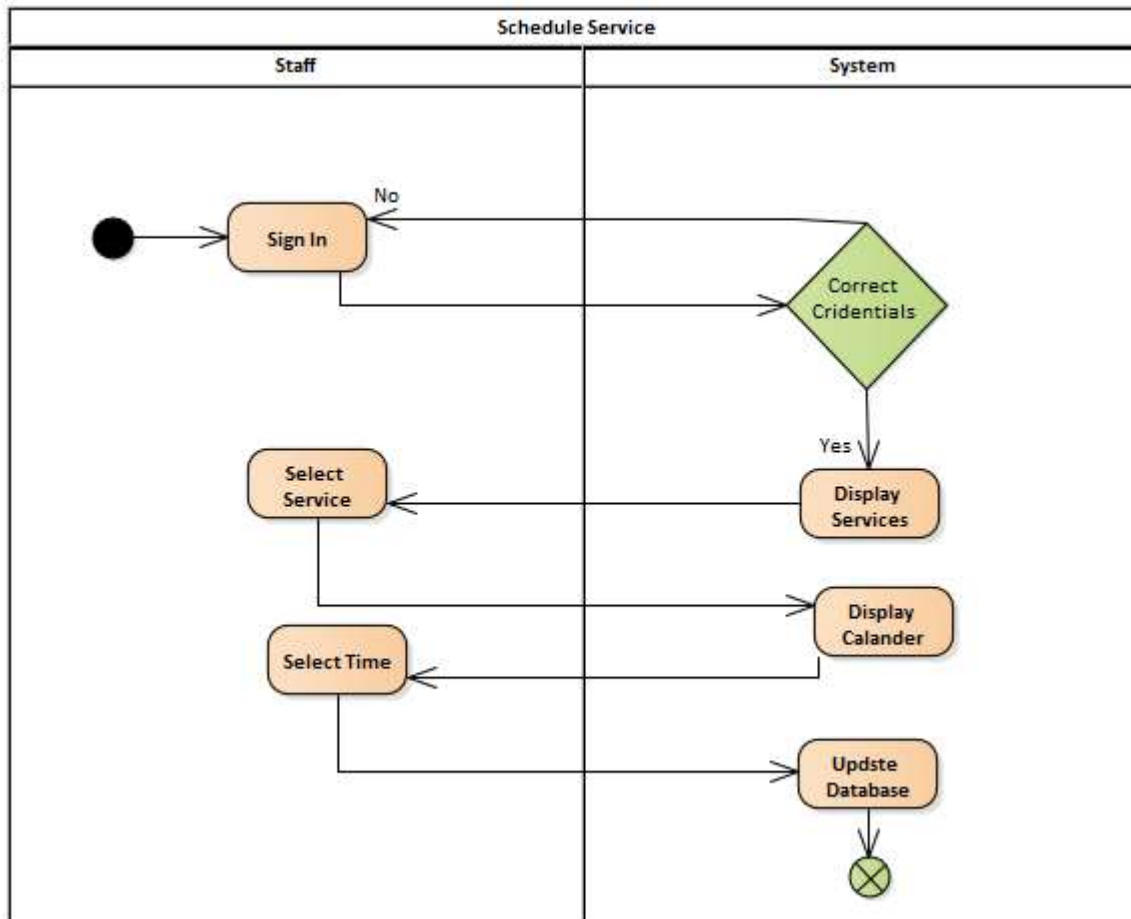 Schedule Service
Staff
System
No
Sign In
Correct
Cridentials
Yes
Select
Service
Display
Services
Display
Calander
Select Time
Updste
Database